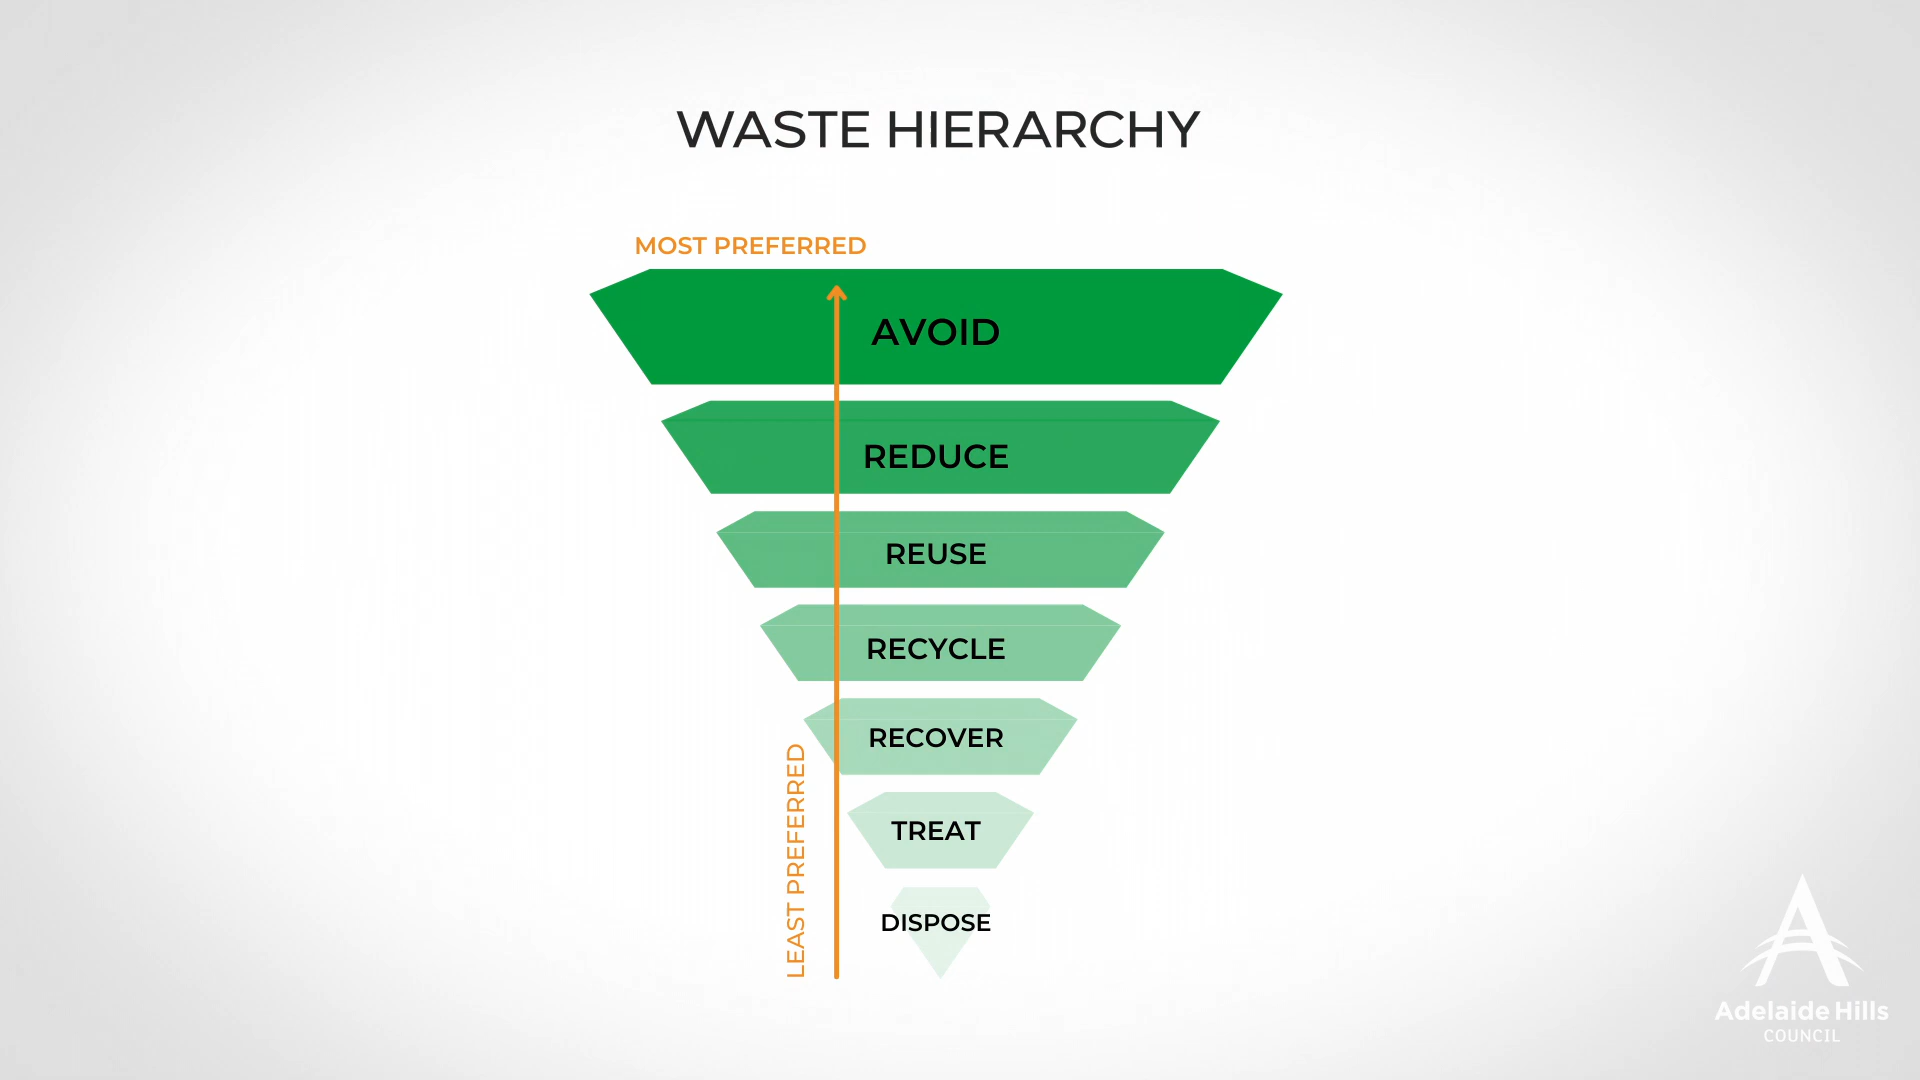 WASTE HIERARCHY
MOST PREFERRED
AVOID
REDUCE
REUSE
RECYCLE
RECOVER
TREAT
DISPOSE
LEAST PREFERRED
Adelaide Hills
COUNCIL